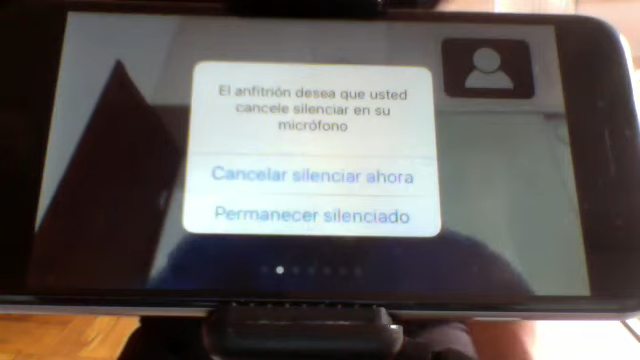 El anfitrión desea que usted
cancele silenciar en su
micrófono
Cancelar silenciar ahora
Permanecer silenciado